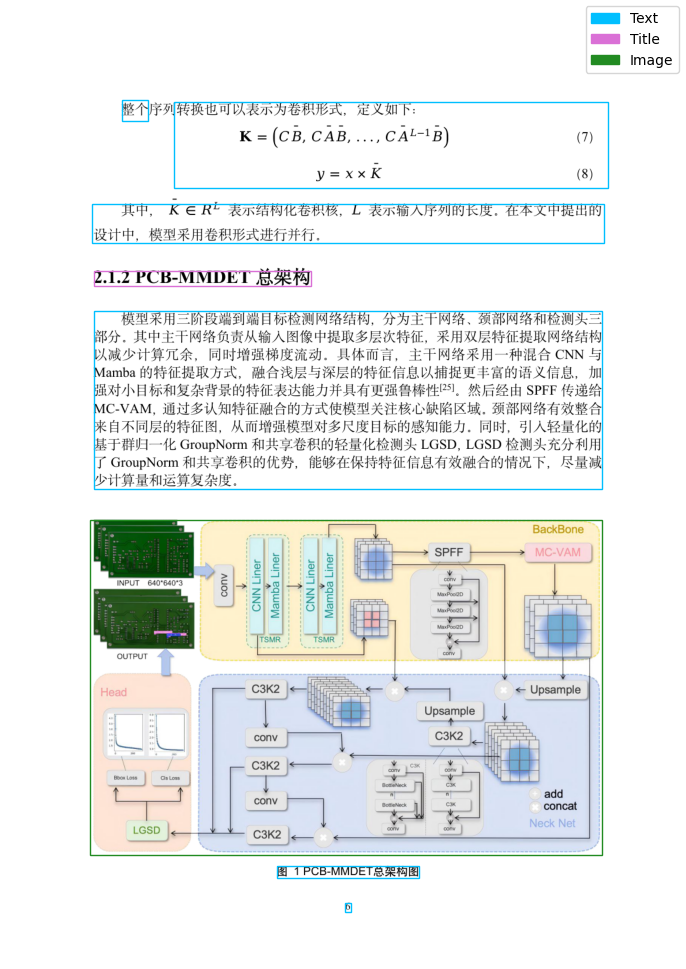 Text
Title
Image
整个序列转换也可以表示为卷积形式，定义如下：
K = (C B̄, C Ā B̄, . . . , C Ā^{L−1} B̄) (7)
y = x × K̄ (8)
其中， K̄ ∈ R^L 表示结构化卷积核，L 表示输入序列的长度。在本文中提出的
设计中，模型采用卷积形式进行并行。
2.1.2 PCB-MMDET 总架构
模型采用三阶段端到端目标检测网络结构，分为主干网络、颈部网络和检测头三
部分。其中主干网络负责从输入图像中提取多层次特征，采用双层特征提取网络结构
以减少计算冗余，同时增强梯度流动。具体而言，主干网络采用一种混合 CNN 与
Mamba 的特征提取方式，融合浅层与深层的特征信息以捕捉更丰富的语义信息，加
强对小目标和复杂背景的特征表达能力并具有更强鲁棒性[25]。然后经由 SPFF 传递给
MC-VAM，通过多认知特征融合的方式使模型关注核心缺陷区域。颈部网络有效整合
来自不同层的特征图，从而增强模型对多尺度目标的感知能力。同时，引入轻量化的
基于群归一化 GroupNorm 和共享卷积的轻量化检测头 LGSD, LGSD 检测头充分利用
了 GroupNorm 和共享卷积的优势，能够在保持特征信息有效融合的情况下，尽量减
少计算量和运算复杂度。
BackBone
INPUT 640*640*3
conv
CNN Liner
Mamba Liner
TSMR
CNN Liner
Mamba Liner
TSMR
SPFF
MC-VAM
conv
MaxPool2D
MaxPool2D
MaxPool2D
conv
OUTPUT
Head
Bbox Loss
Cls Loss
LGSD
C3K2
conv
C3K2
conv
C3K2
Upsample
Upsample
C3K2
conv
C3K
BottleNeck
N
BottleNeck
conv
conv
C3K
N
C3K
conv
add
concat
Neck Net
图 1 PCB-MMDET总架构图
6